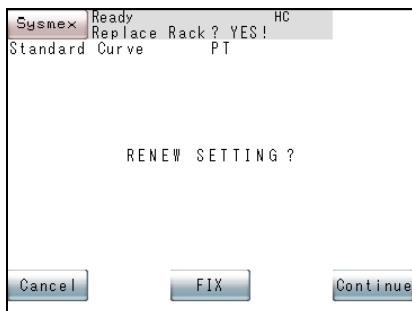 Sysmex Ready HC
Replace Rack? YES!
Standard Curve PT
RENEW SETTING?
Cancel FIX Continue